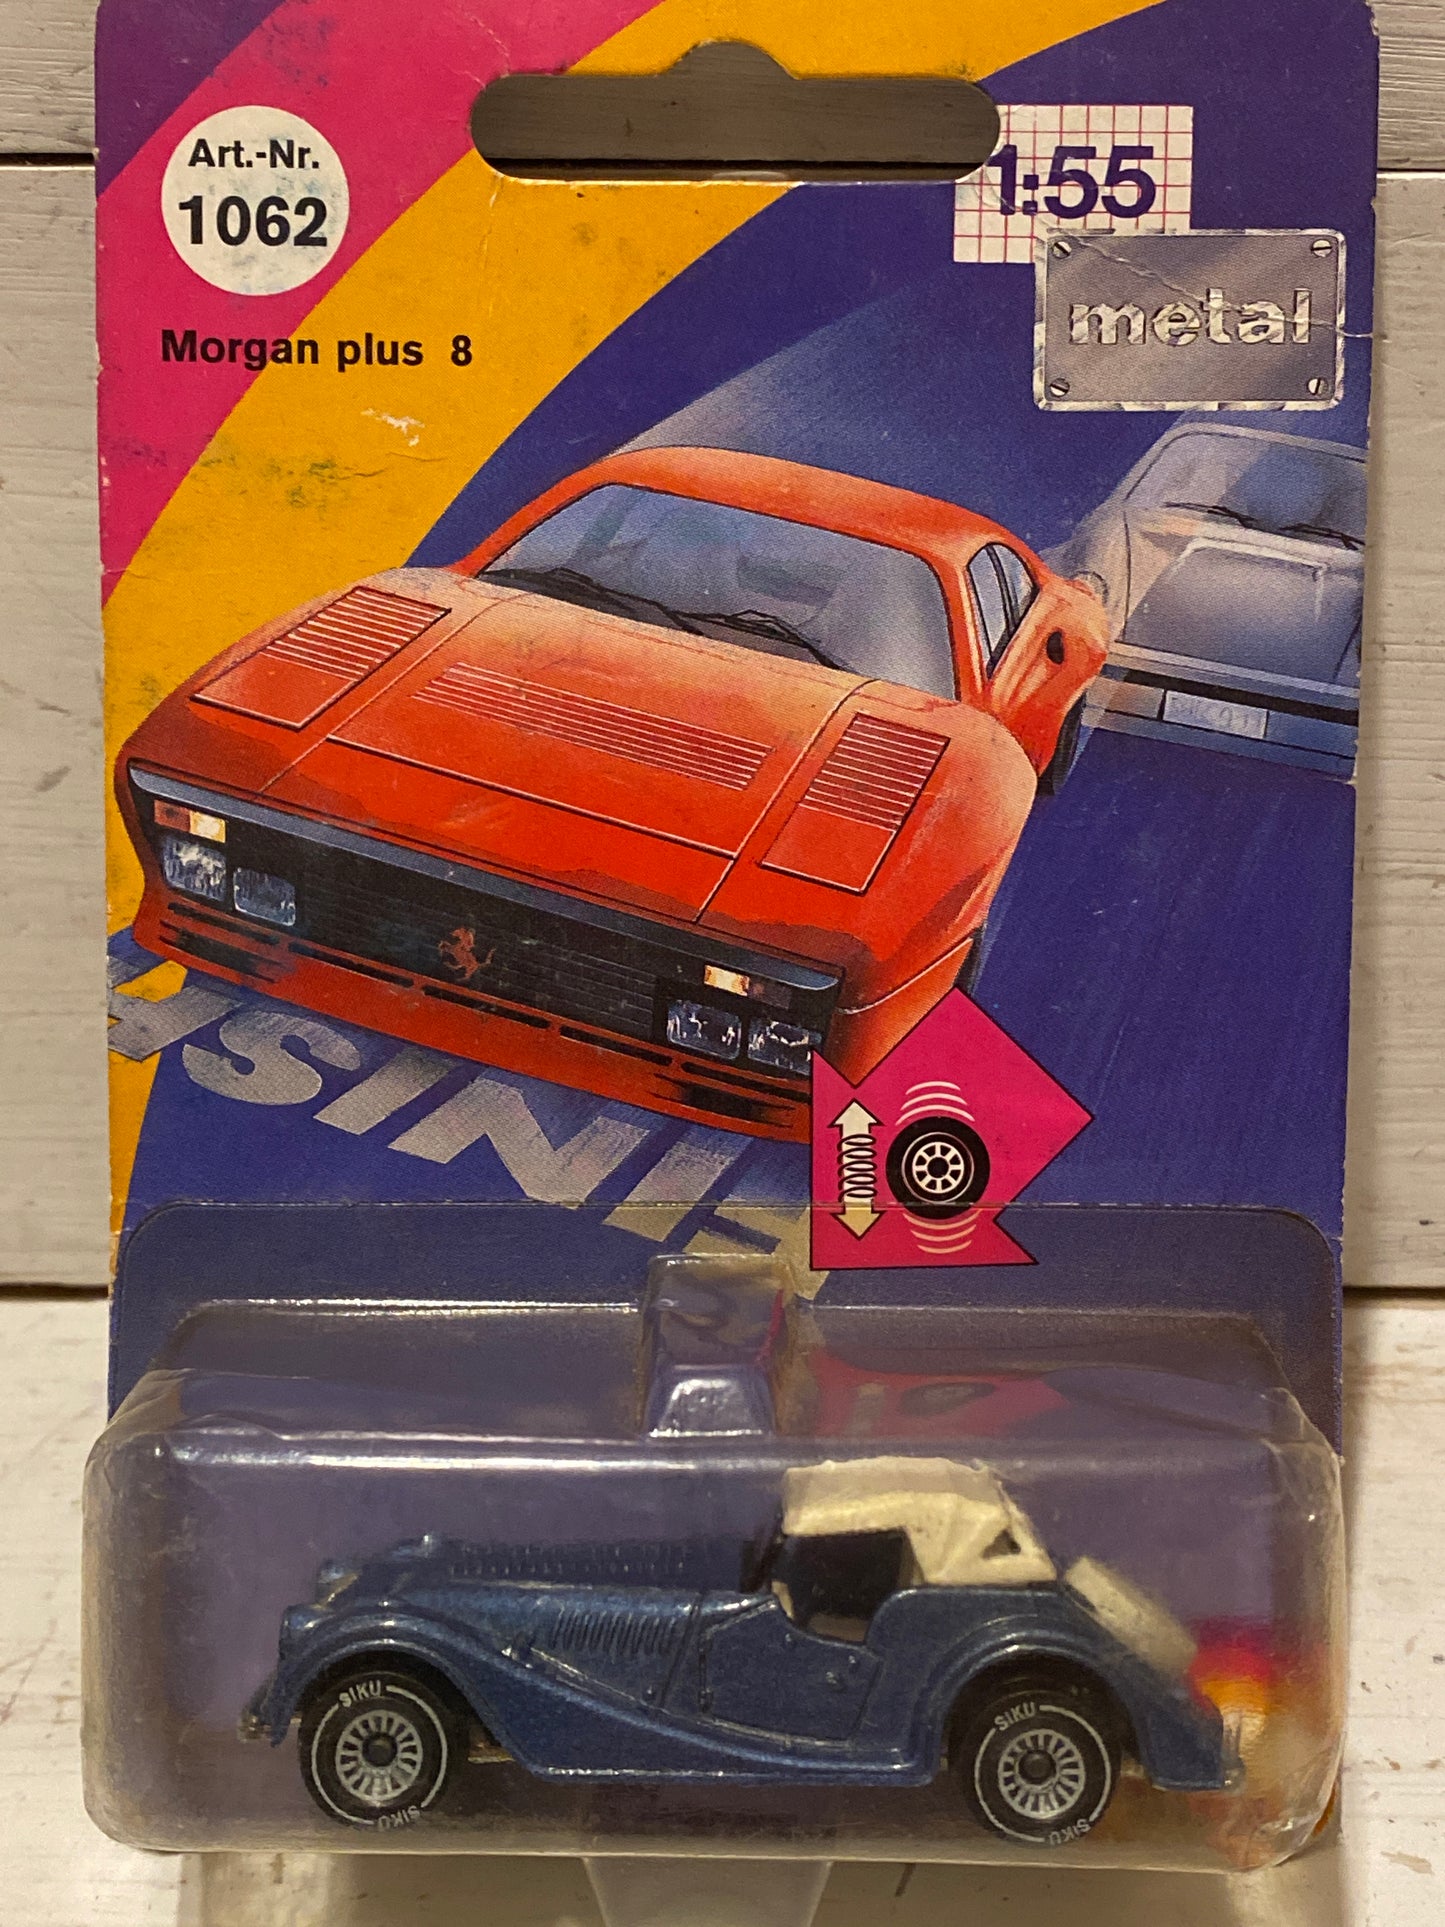 Art.-Nr.
1062
1:55
metal
Morgan plus 8
SIKU
SIKU
SIKU
SIKU